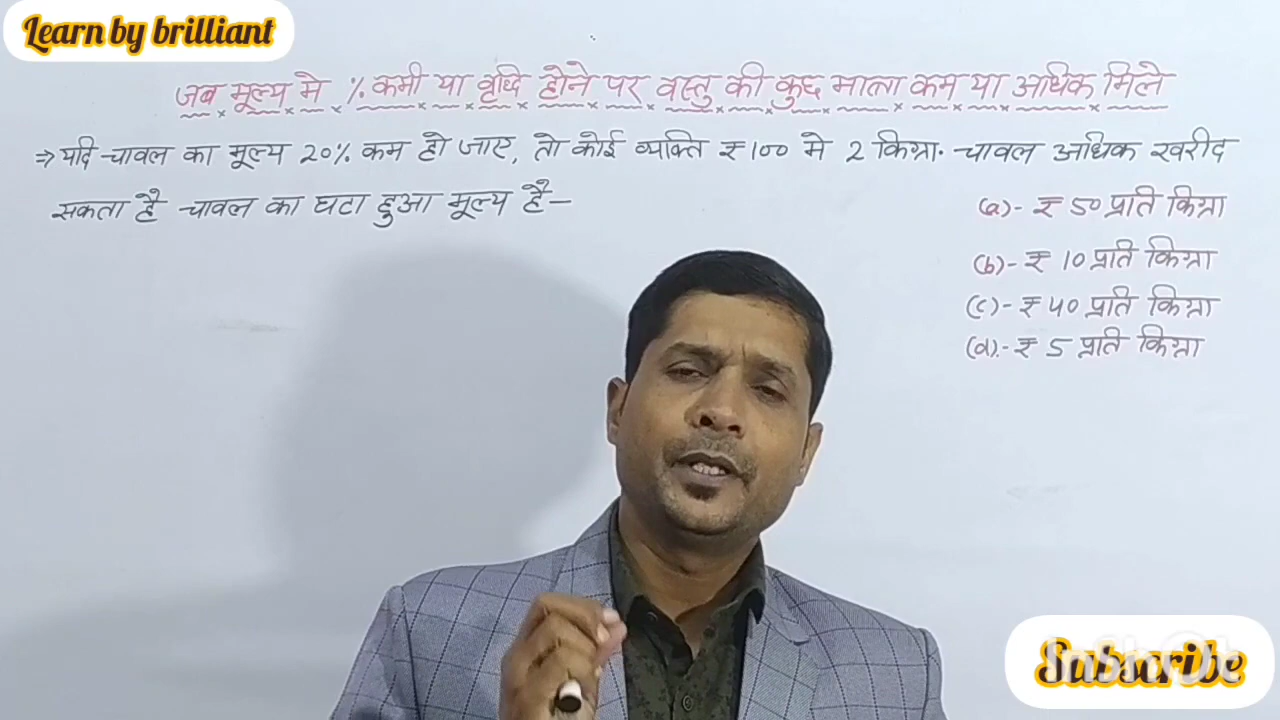 Learn by brilliant
जब मूल्य मे % कमी या वृद्धि होने पर वस्तु की कुछ मात्रा कम या अधिक मिले
⇒ यदि चावल का मूल्य 20% कम हो जाए, तो कोई व्यक्ति ₹100 मे 2 किग्रा. चावल अधिक खरीद
सकता है चावल का घटा हुआ मूल्य है–
(a)- ₹ 50 प्रति किग्रा
(b)- ₹ 10 प्रति किग्रा
(c)- ₹ 40 प्रति किग्रा
(d).- ₹ 5 प्रति किग्रा
Subscribe